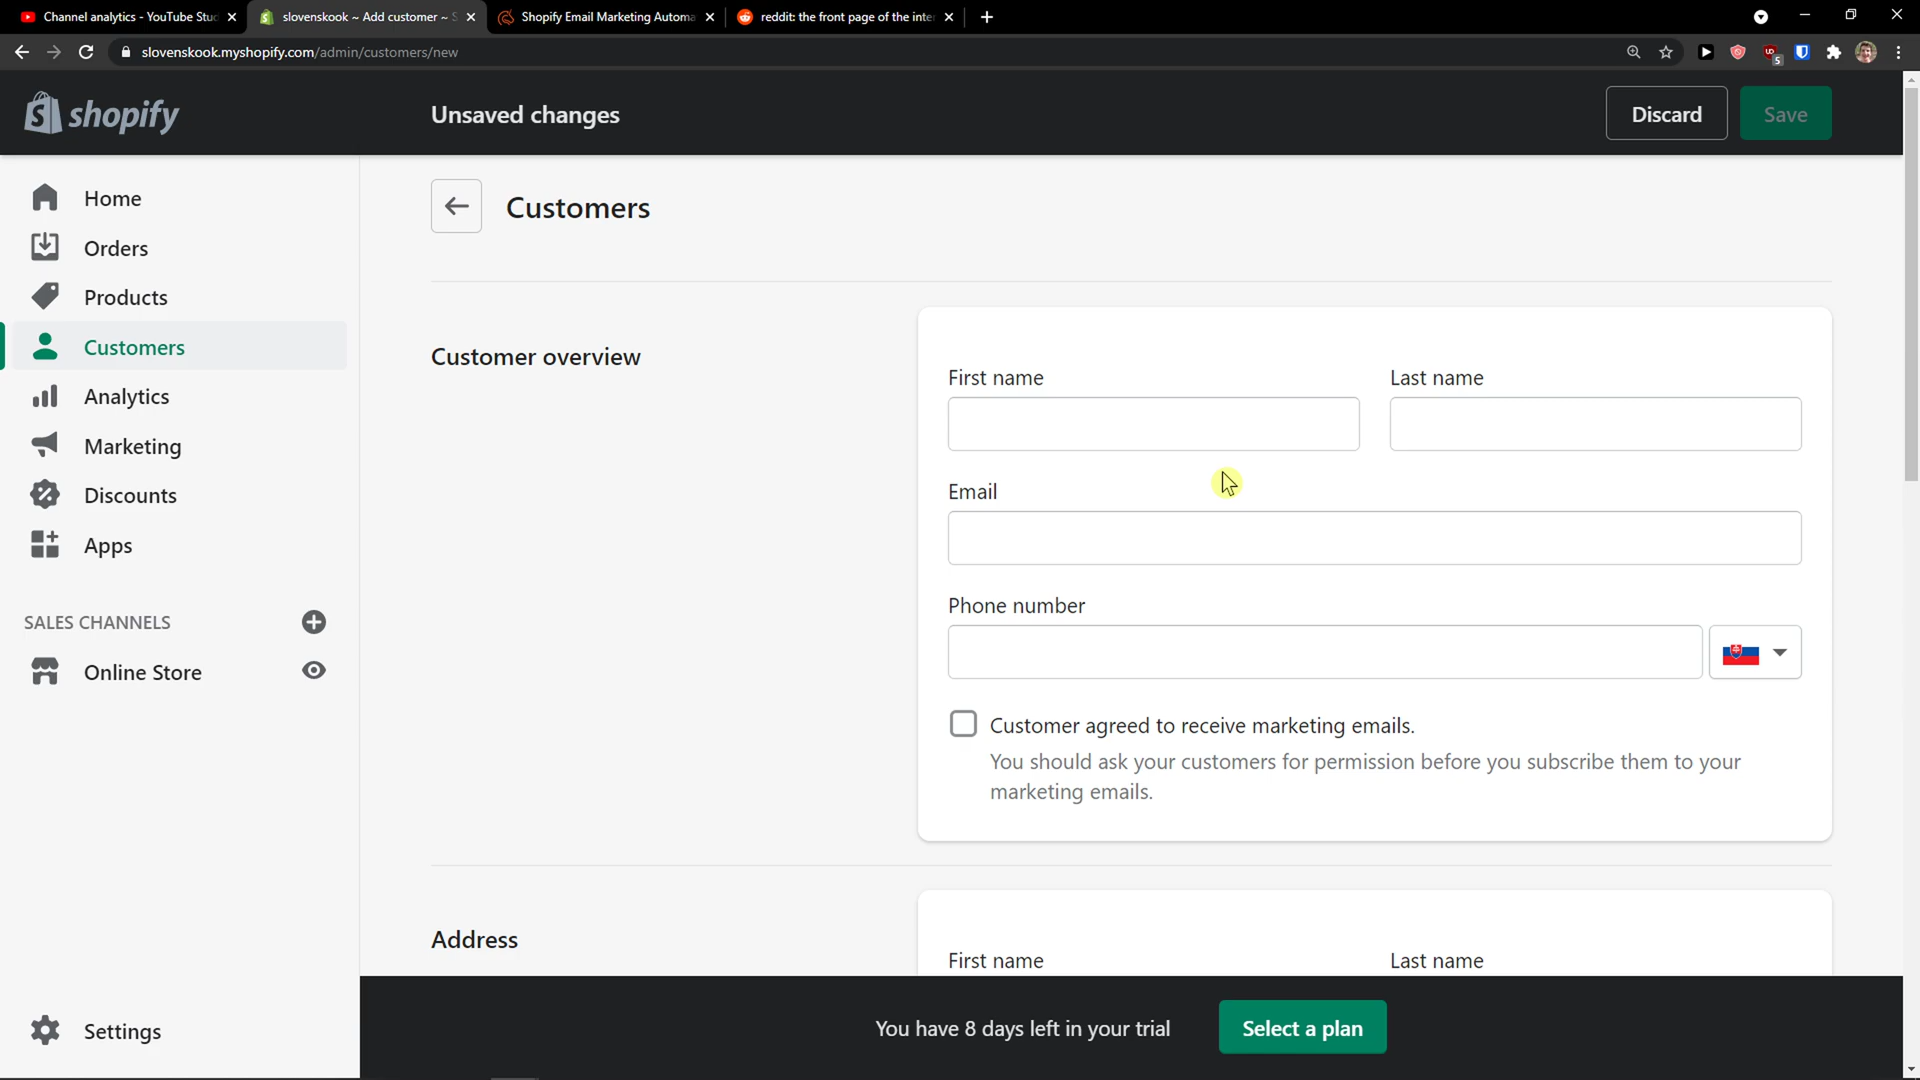 Channel analytics - YouTube Stu
slovenskook ~ Add customer ~ S
Shopify Email Marketing Automa
reddit: the front page of the inter
slovenskook.myshopify.com/admin/customers/new
5
shopify
Unsaved changes
Discard
Save
Home
Orders
Products
Customers
Analytics
Marketing
Discounts
Apps
SALES CHANNELS
Online Store
Settings
Customers
Customer overview
First name
Last name
Email
Phone number
Customer agreed to receive marketing emails.
You should ask your customers for permission before you subscribe them to your
marketing emails.
Address
First name
Last name
You have 8 days left in your trial
Select a plan